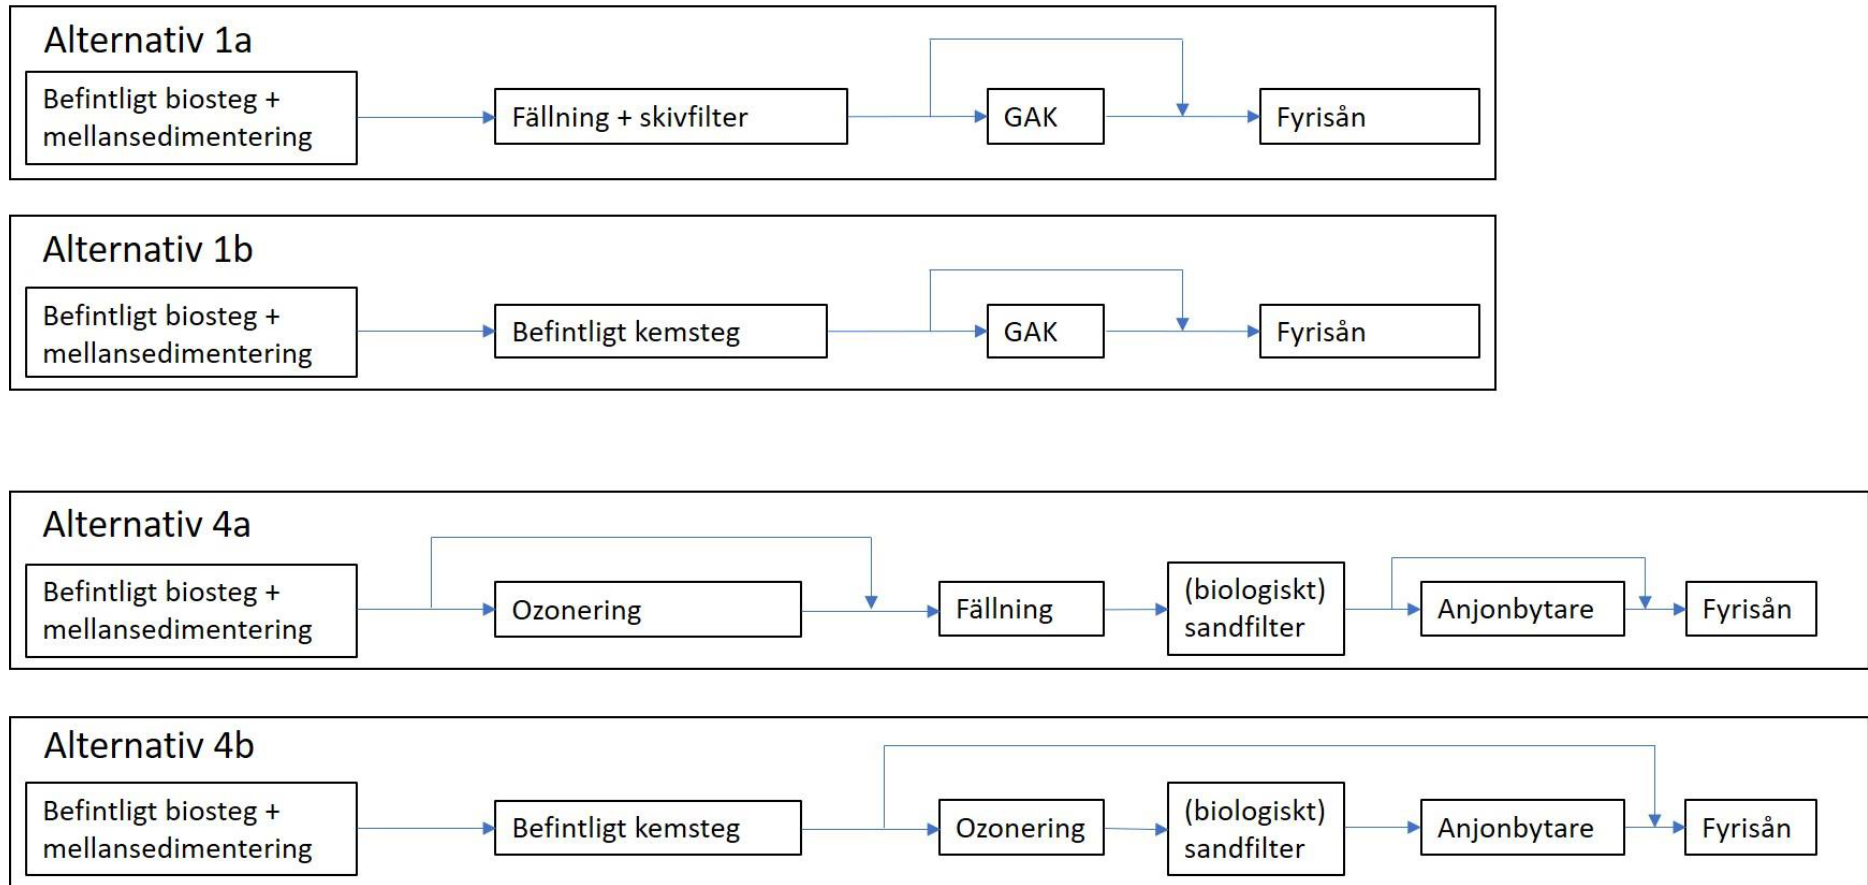 Alternativ 1a
Befintligt biosteg +
mellansedimentering
Fällning + skivfilter
GAK
Fyrisån
Alternativ 1b
Befintligt biosteg +
mellansedimentering
Befintligt kemsteg
GAK
Fyrisån
Alternativ 4a
Befintligt biosteg +
mellansedimentering
Ozonering
Fällning
(biologiskt)
sandfilter
Anjonbytare
Fyrisån
Alternativ 4b
Befintligt biosteg +
mellansedimentering
Befintligt kemsteg
Ozonering
(biologiskt)
sandfilter
Anjonbytare
Fyrisån